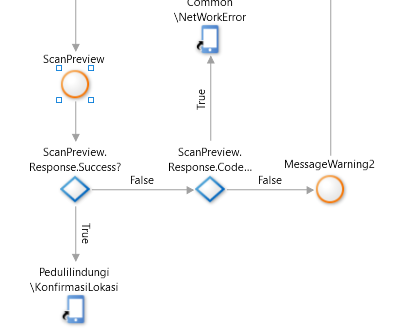 Common
\NetWorkError
ScanPreview
True
ScanPreview.
Response.Success?
ScanPreview.
Response.Code...
MessageWarning2
False
False
True
Pedulilindungi
\KonfirmasiLokasi